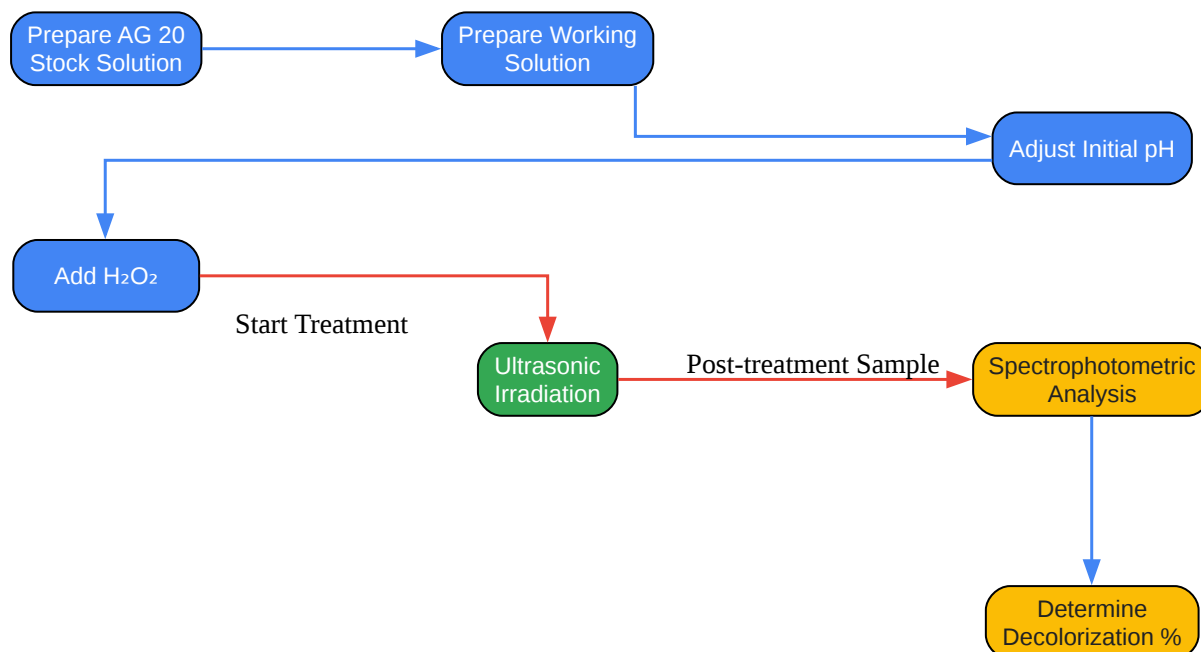 Prepare AG 20
Stock Solution
Prepare Working
Solution
Adjust Initial pH
Add H₂O₂
Start Treatment
Ultrasonic
Irradiation
Post-treatment Sample
Spectrophotometric
Analysis
Determine
Decolorization %